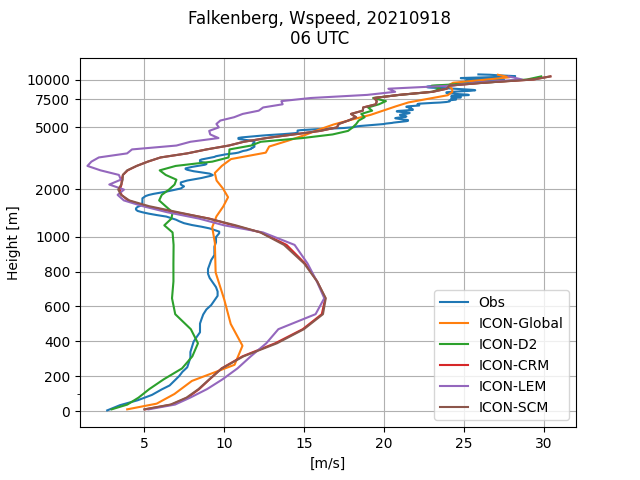 Falkenberg, Wspeed, 20210918
06 UTC
Height [m]
10000
7500
5000
2000
1000
800
600
400
200
0
5
10
15
20
25
30
[m/s]
Obs
ICON-Global
ICON-D2
ICON-CRM
ICON-LEM
ICON-SCM